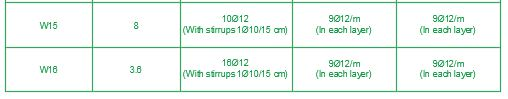 W15 8 10Ø12 (With stirrups 1Ø10/15 cm) 9Ø12/m (In each layer) 9Ø12/m (In each layer)
W16 3.6 16Ø12 (With stirrups 1Ø10/15 cm) 9Ø12/m (In each layer) 9Ø12/m (In each layer)